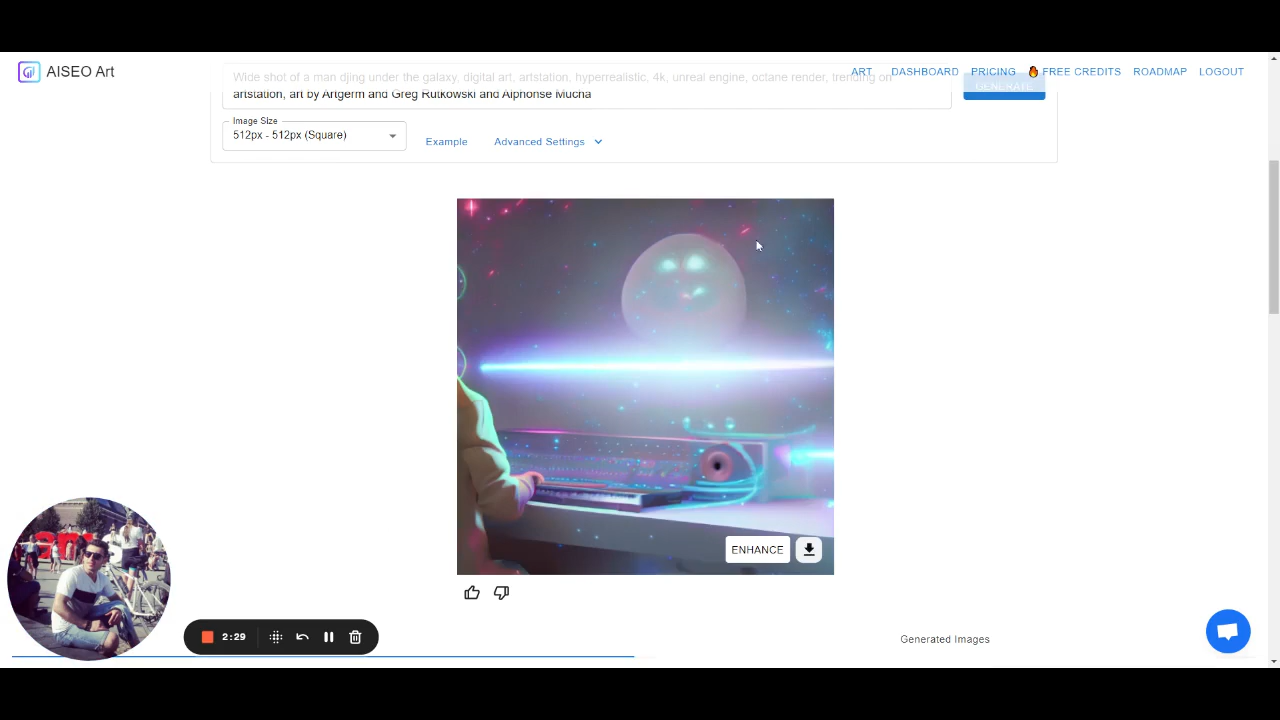 AISEO Art
ART DASHBOARD PRICING FREE CREDITS ROADMAP LOGOUT
Wide shot of a man djing under the galaxy, digital art, artstation, hyperrealistic, 4k, unreal engine, octane render, trending on
artstation, art by Artgerm and Greg Rutkowski and Alphonse Mucha
GENERATE
Image Size
512px - 512px (Square)
Example
Advanced Settings
ENHANCE
2:29
Generated Images